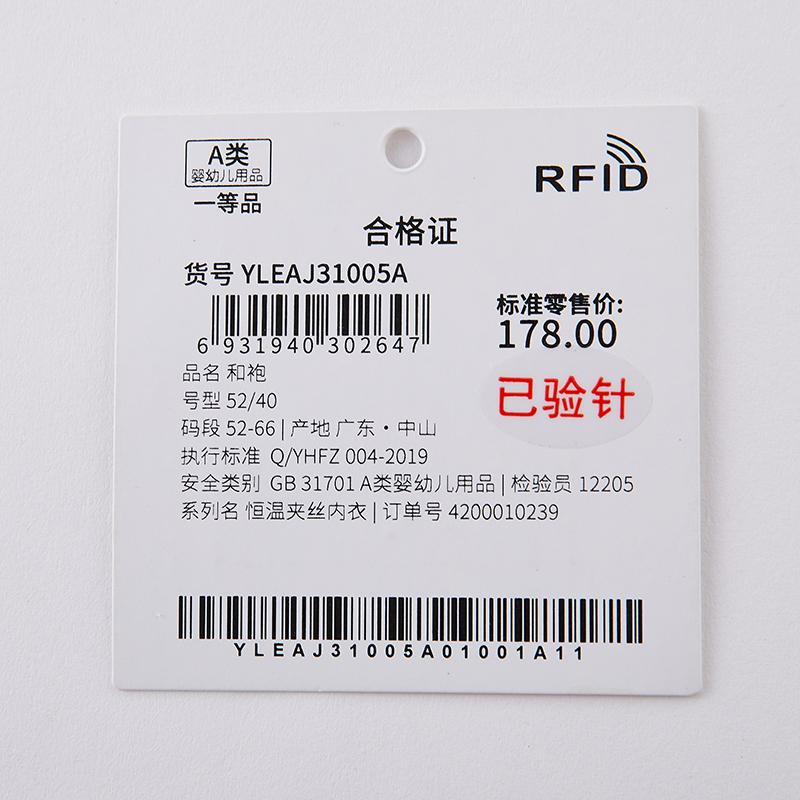 A类
婴幼儿用品
一等品
RFID
合格证
货号 YLEAJ31005A
6 931940 302647
标准零售价:
178.00
已验针
品名 和袍
号型 52/40
码段 52-66 | 产地 广东·中山
执行标准 Q/YHFZ 004-2019
安全类别 GB 31701 A类婴幼儿用品 | 检验员 12205
系列名 恒温夹丝内衣 | 订单号 4200010239
YLEAJ31005A01001A11